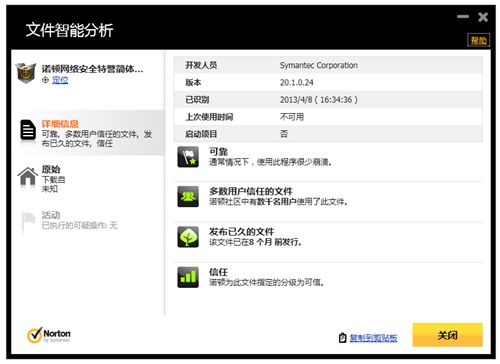 文件智能分析
帮助
诺顿网络安全特警简体...
定位
详细信息
可靠，多数用户信任的文件，发
布已久的文件，信任
原始
下载自
未知
活动
已执行的可疑操作: 无
开发人员 Symantec Corporation
版本 20.1.0.24
已识别 2013/4/8 ( 16:34:36 )
上次使用时间 不可用
启动项目 否
可靠
通常情况下，使用此程序很少崩溃。
多数用户信任的文件
诺顿社区中有数千名用户使用了此文件。
发布已久的文件
该文件已在8 个月 前发行。
信任
诺顿为此文件指定的分级为可信。
Norton
by Symantec
复制到剪贴板
关闭